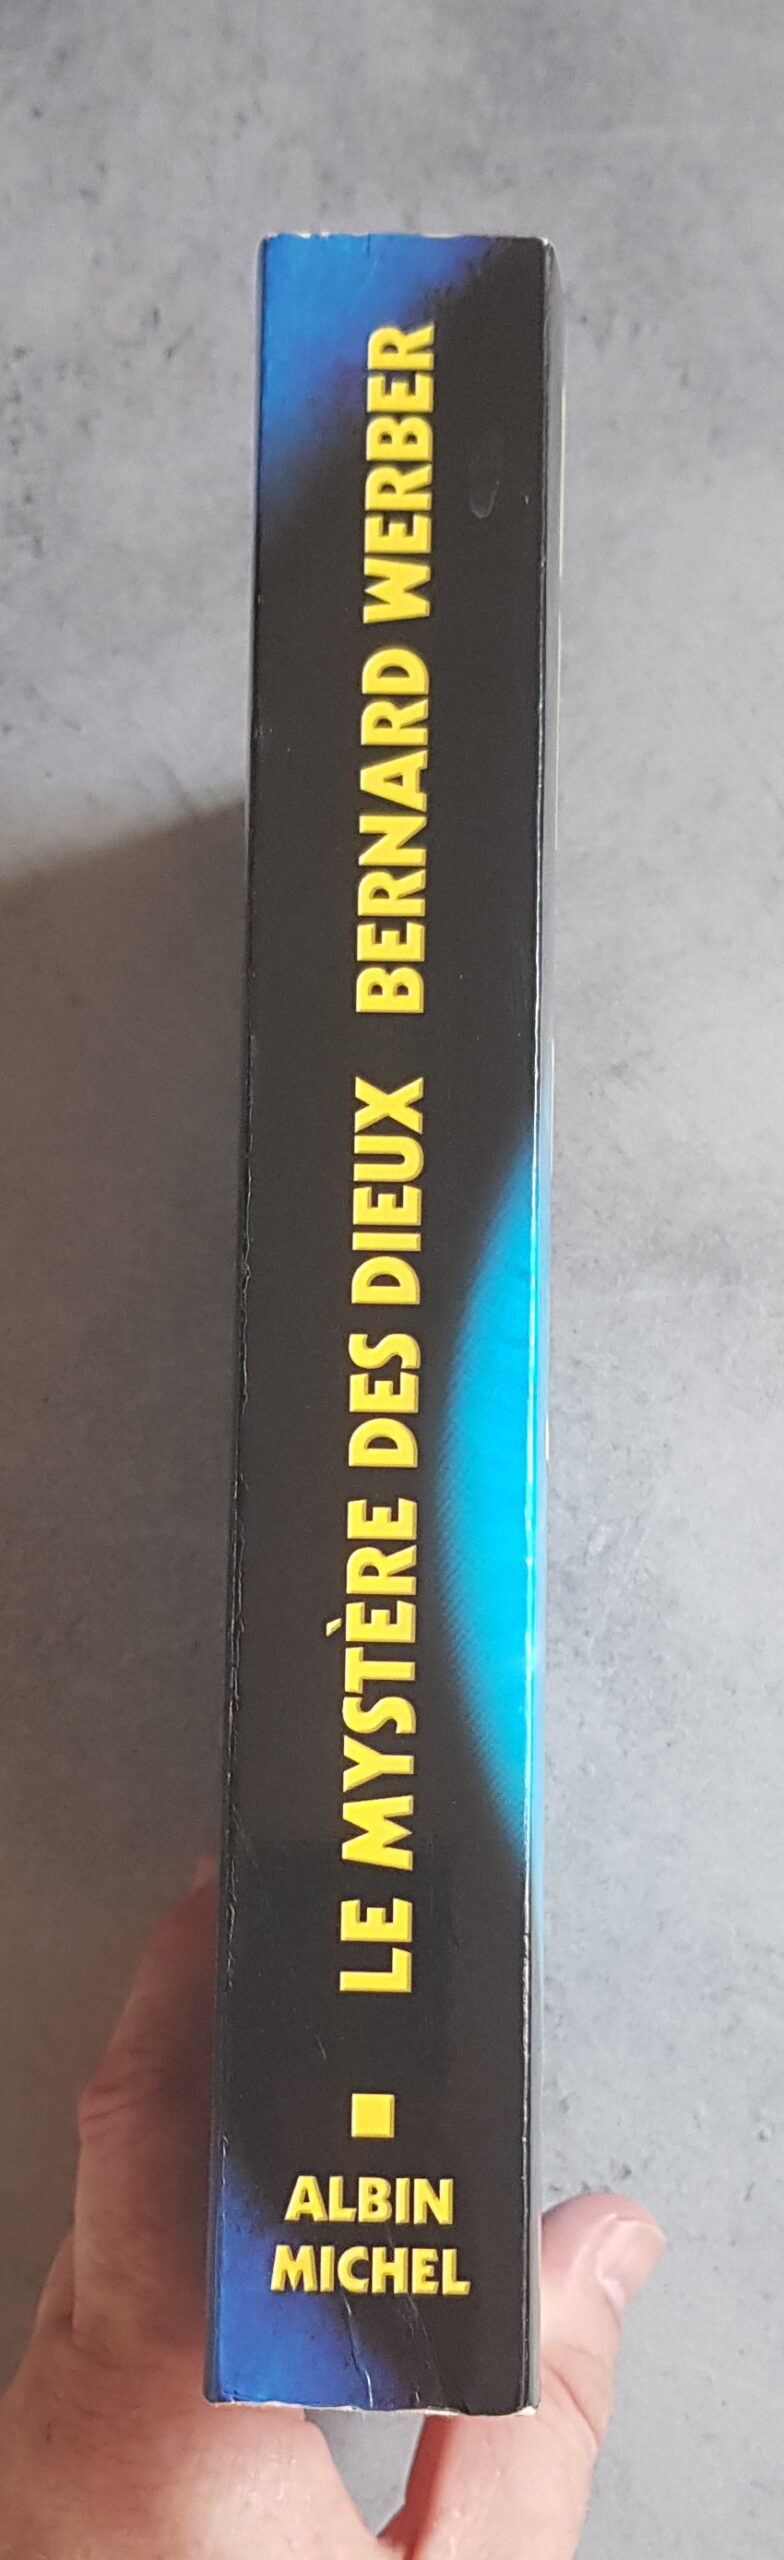 LE MYSTÈRE DES DIEUX BERNARD WERBER
ALBIN
MICHEL